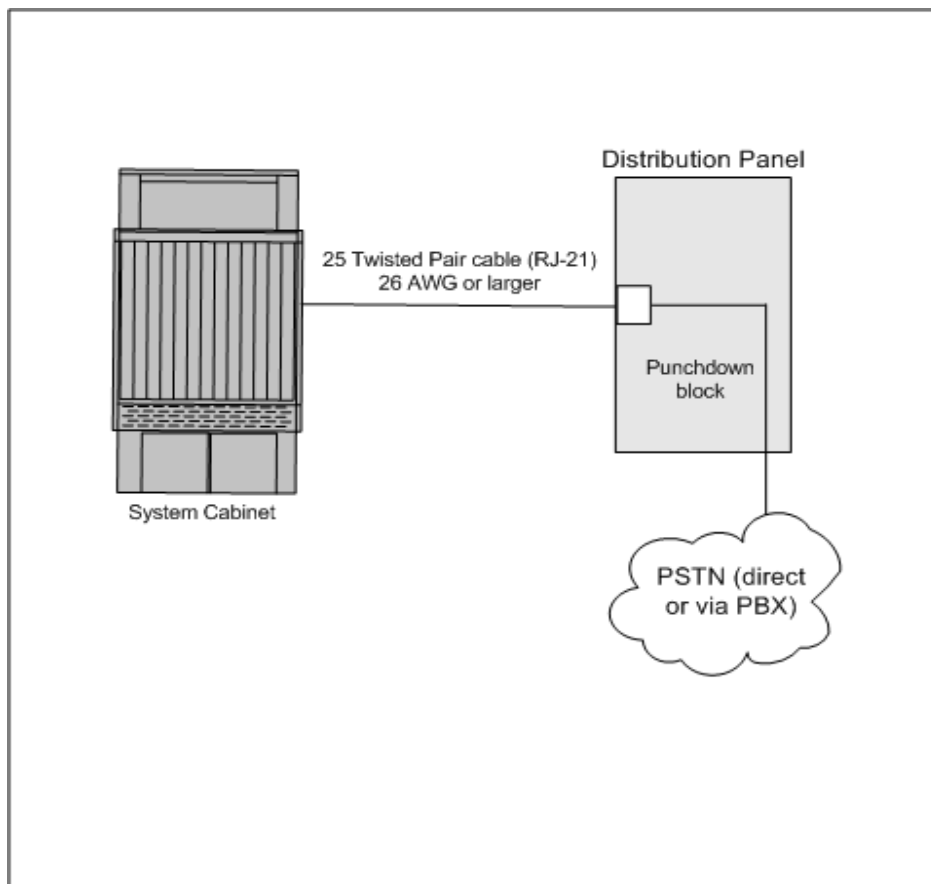 Distribution Panel
25 Twisted Pair cable (RJ-21)
26 AWG or larger
Punchdown
block
System Cabinet
PSTN (direct
or via PBX)